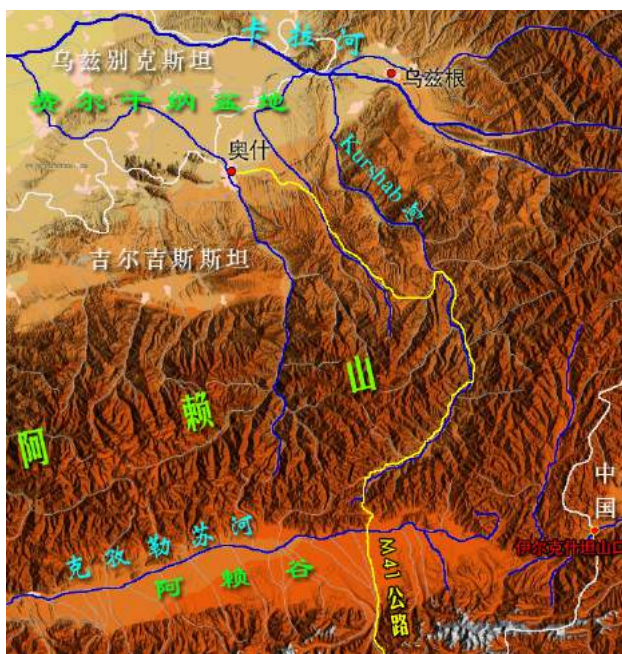 卡拉河
乌兹别克斯坦
乌兹根
费尔干纳盆地
奥什
Kurshab 河
吉尔吉斯斯坦
阿赖山
中国
克孜勒苏河
伊尔克什坦山口
阿赖谷
M41公路